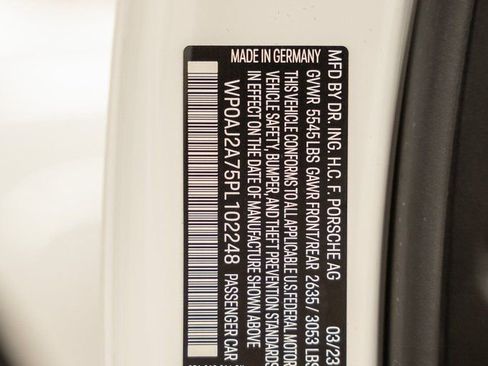 MFD BY DR. ING. H.C. F. PORSCHE AG 03/23
GVWR 5545 LBS GAWR FRONT/REAR 2635 / 3053 LBS
THIS VEHICLE CONFORMS TO ALL APPLICABLE U.S. FEDERAL MOTOR
VEHICLE SAFETY, BUMPER, AND THEFT PREVENTION STANDARDS
IN EFFECT ON THE DATE OF MANUFACTURE SHOWN ABOVE
WP0AJ2A75PL102248 PASSENGER CAR
MADE IN GERMANY